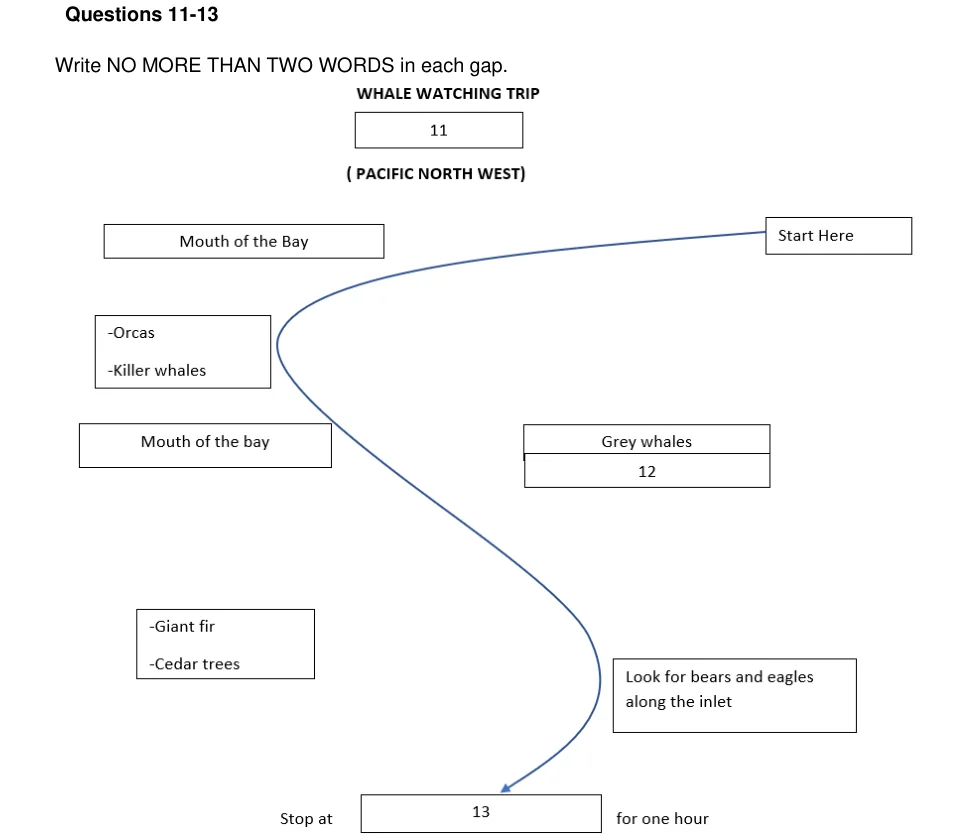 Questions 11-13
Write NO MORE THAN TWO WORDS in each gap.
WHALE WATCHING TRIP
11
( PACIFIC NORTH WEST)
Start Here
Mouth of the Bay
-Orcas
-Killer whales
Mouth of the bay
Grey whales
12
-Giant fir
-Cedar trees
Look for bears and eagles
along the inlet
Stop at 13 for one hour